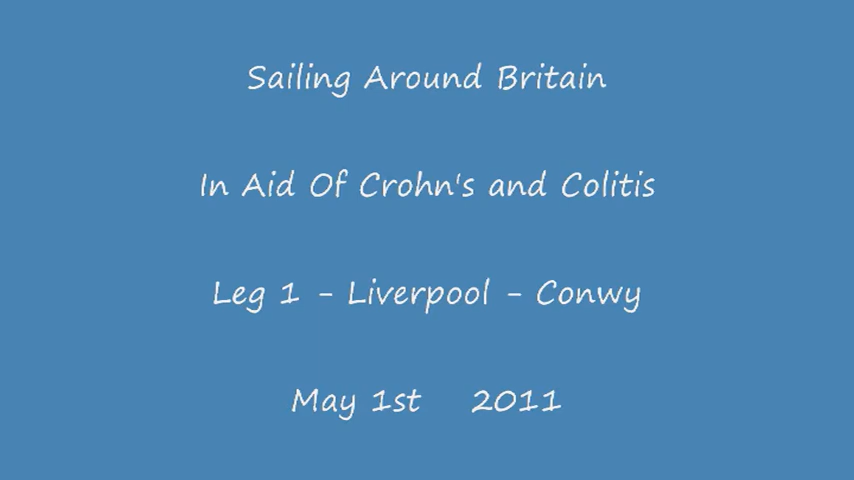 Sailing Around Britain
In Aid Of Crohn's and Colitis
Leg 1 - Liverpool - Conwy
May 1st 2011